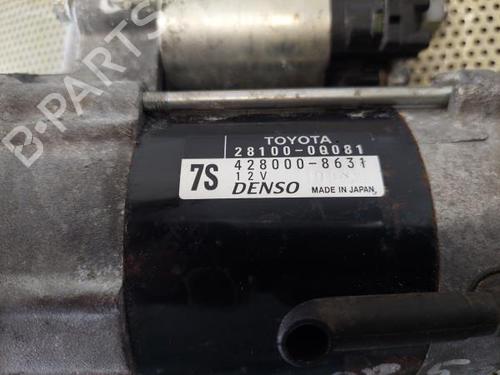 B-PARTS
TOYOTA
28100-0Q081
428000-8631
7S
12V
DENSO
MADE IN JAPAN